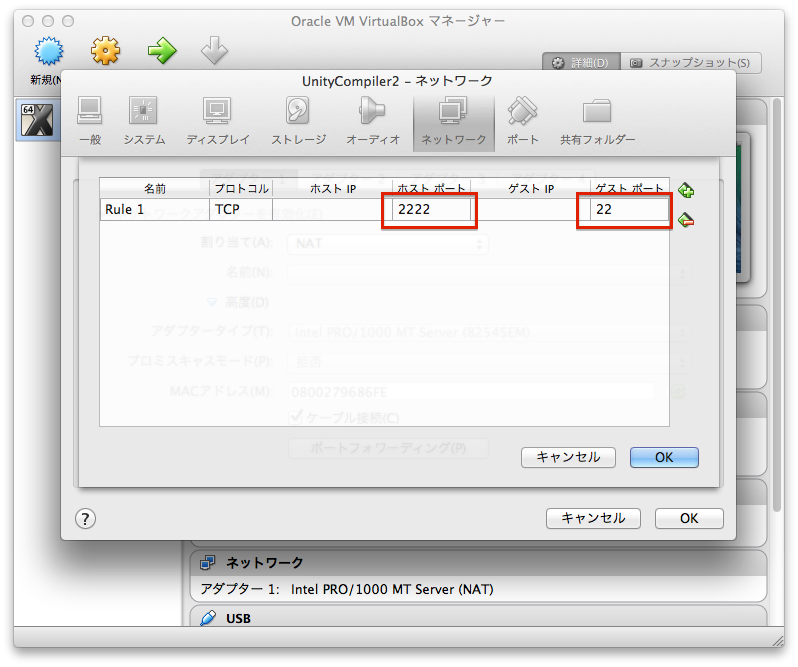 Oracle VM VirtualBox マネージャー
新規(N
詳細(D)
スナップショット(S)
UnityCompiler2 – ネットワーク
64
一般 システム ディスプレイ ストレージ オーディオ ネットワーク ポート 共有フォルダー
名前 プロトコル ホスト IP ホスト ポート ゲスト IP ゲスト ポート
Rule 1 TCP 2222 22
割り当て(A): NAT
名前(N):
高度(D)
アダプタータイプ(T): Intel PRO/1000 MT Server (82545EM)
プロミスキャスモード(P): 拒否
MACアドレス(M): 0800279686FE
ケーブル接続(C)
ポートフォワーディング(P)
キャンセル OK
?
キャンセル OK
ネットワーク
アダプター 1: Intel PRO/1000 MT Server (NAT)
USB